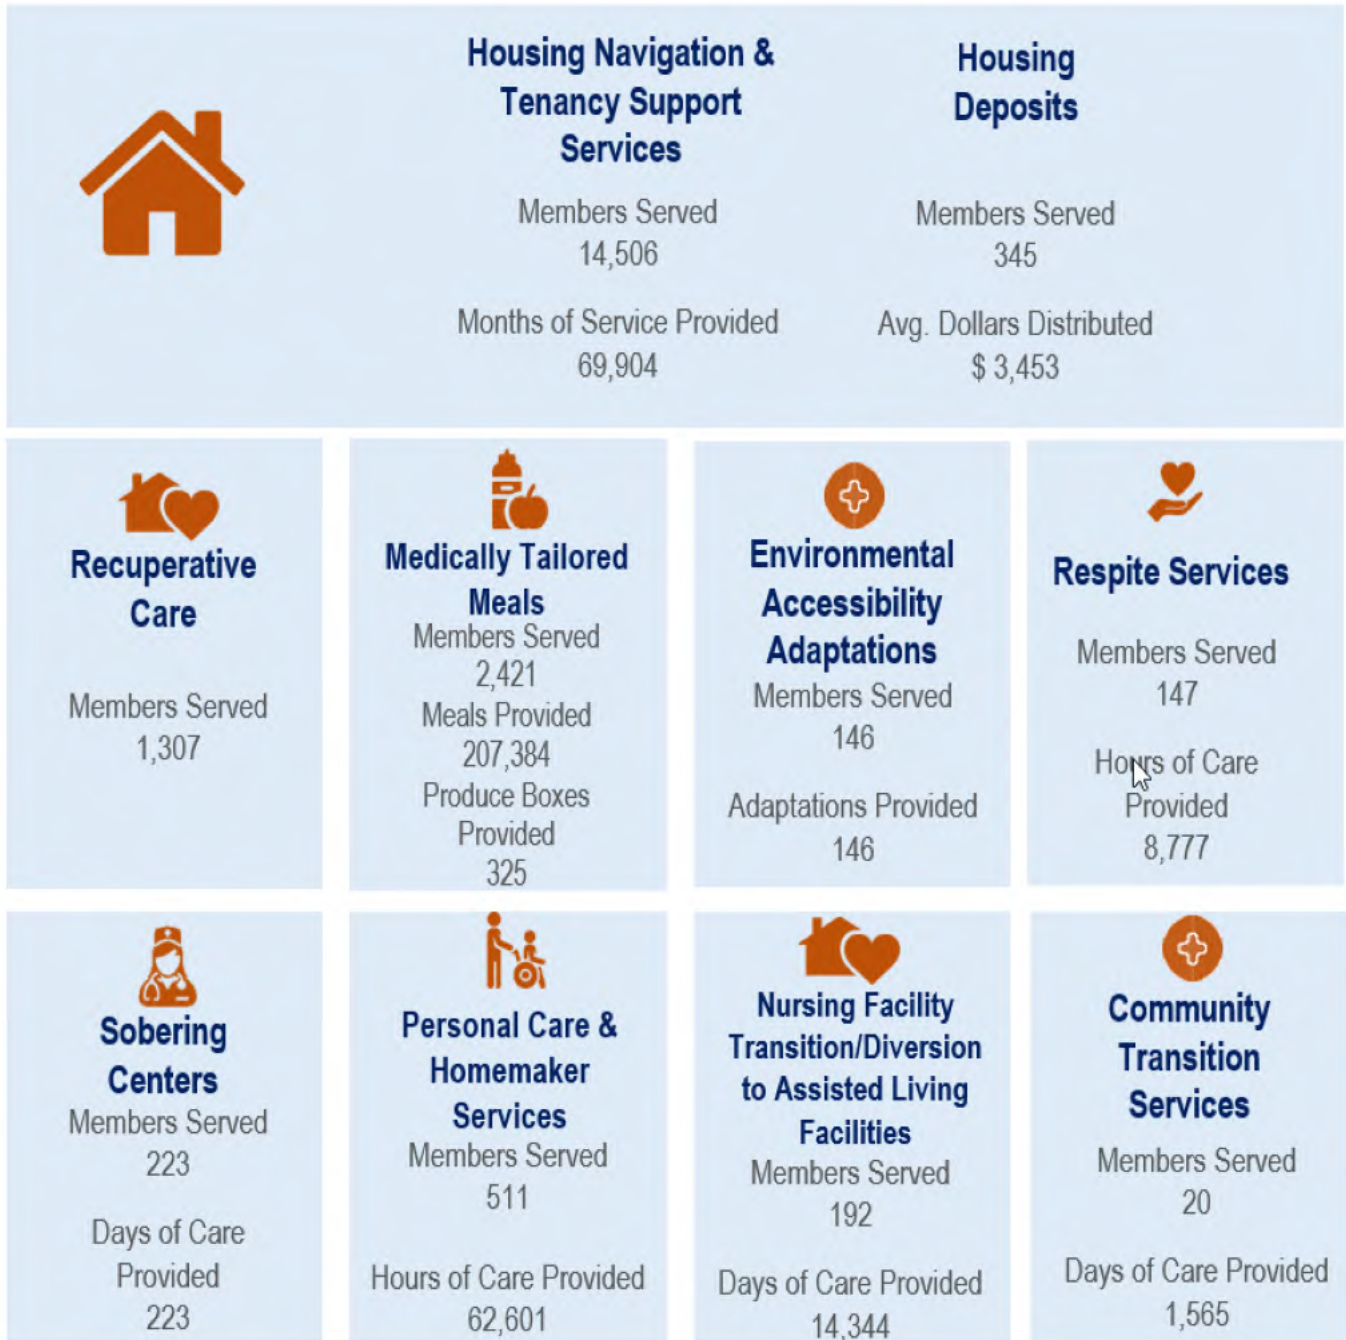 Housing Navigation &
Tenancy Support
Services
Members Served
14,506
Months of Service Provided
69,904
Housing
Deposits
Members Served
345
Avg. Dollars Distributed
$ 3,453
Recuperative
Care
Members Served
1,307
Medically Tailored
Meals
Members Served
2,421
Meals Provided
207,384
Produce Boxes
Provided
325
Environmental
Accessibility
Adaptations
Members Served
146
Adaptations Provided
146
Respite Services
Members Served
147
Hours of Care
Provided
8,777
Sobering
Centers
Members Served
223
Days of Care
Provided
223
Personal Care &
Homemaker
Services
Members Served
511
Hours of Care Provided
62,601
Nursing Facility
Transition/Diversion
to Assisted Living
Facilities
Members Served
192
Days of Care Provided
14,344
Community
Transition
Services
Members Served
20
Days of Care Provided
1,565